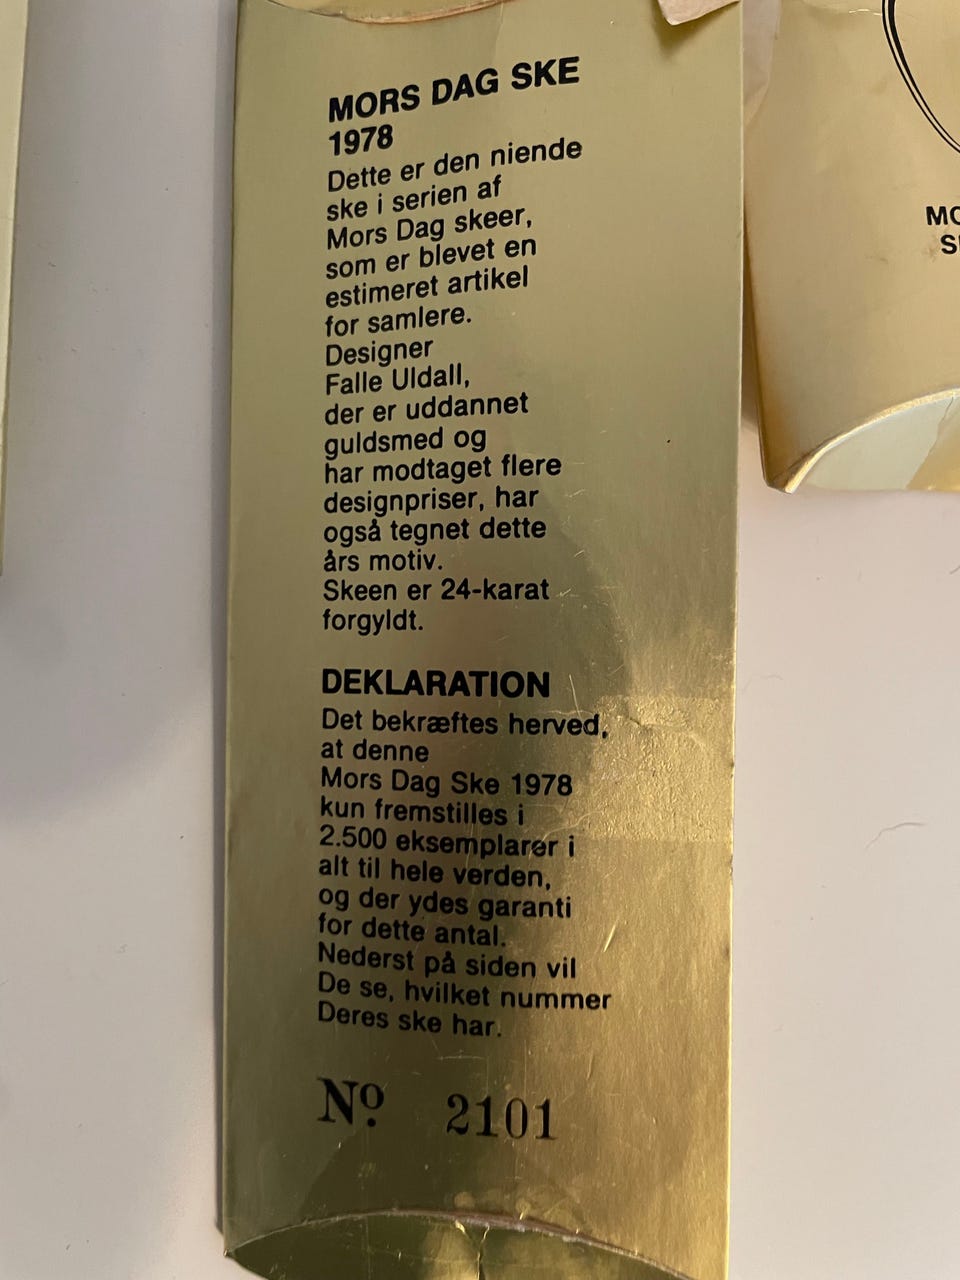 MORS DAG SKE
1978
Dette er den niende
ske i serien af
Mors Dag skeer,
som er blevet en
estimeret artikel
for samlere.
Designer
Falle Uldall,
der er uddannet
guldsmed og
har modtaget flere
designpriser, har
også tegnet dette
års motiv.
Skeen er 24-karat
forgyldt.
DEKLARATION
Det bekræftes herved,
at denne
Mors Dag Ske 1978
kun fremstilles i
2.500 eksemplarer i
alt til hele verden,
og der ydes garanti
for dette antal.
Nederst på siden vil
De se, hvilket nummer
Deres ske har.
Nº 2101